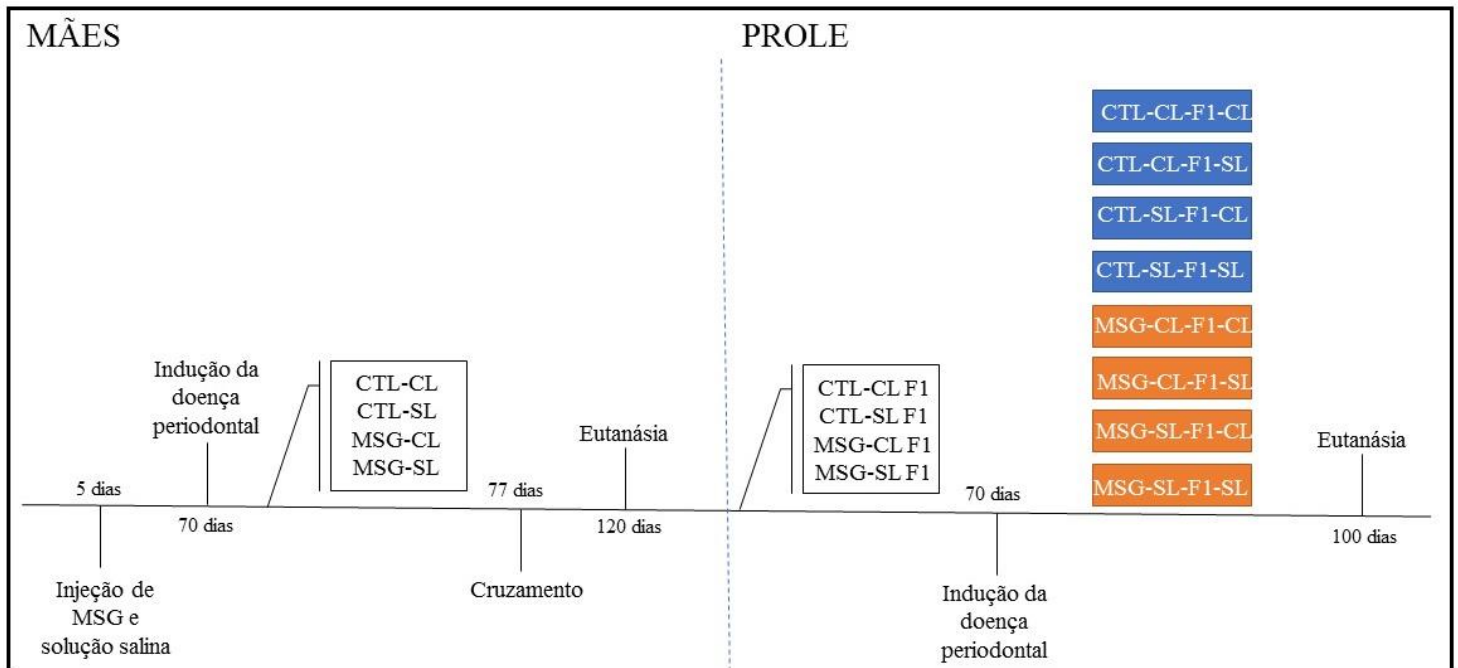 MÃES
5 dias
Injeção de
MSG e
solução salina
Indução da
doença
periodontal
70 dias
CTL-CL
CTL-SL
MSG-CL
MSG-SL
77 dias
Cruzamento
Eutanásia
120 dias
PROLE
CTL-CL F1
CTL-SL F1
MSG-CL F1
MSG-SL F1
70 dias
Indução da
doença
periodontal
CTL-CL-F1-CL
CTL-CL-F1-SL
CTL-SL-F1-CL
CTL-SL-F1-SL
MSG-CL-F1-CL
MSG-CL-F1-SL
MSG-SL-F1-CL
MSG-SL-F1-SL
Eutanásia
100 dias